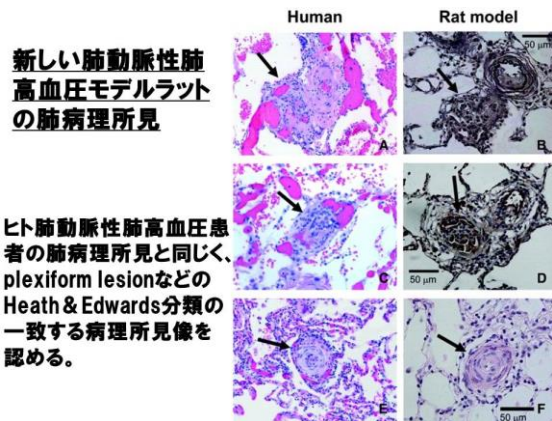 新しい肺動脈性肺
高血圧モデルラット
の肺病理所見
ヒト肺動脈性肺高血圧患
者の肺病理所見と同じく、
plexiform lesionなどの
Heath＆Edwards分類の
一致する病理所見像を
認める。
Human
Rat model
A
50 μm
B
C
50 μm
D
E
50 μm
F